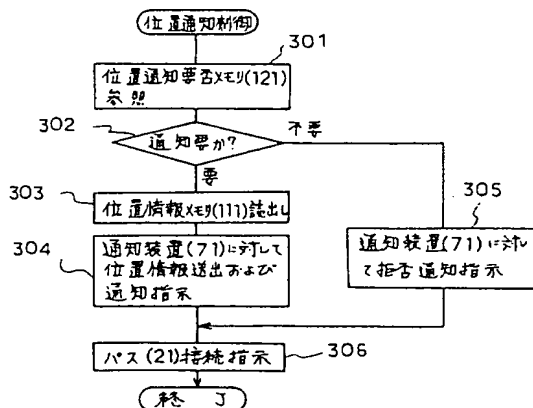 位置通知制御
301
位置通知要否メモリ(121)
参照
302
通知要か?
不要
要
303
位置情報メモリ(111)読出し
305
304
通知装置(71)に対して
位置情報送出および
通知指示
通知装置(71)に対し
て拒否通知指示
パス(21)接続指示
306
終了